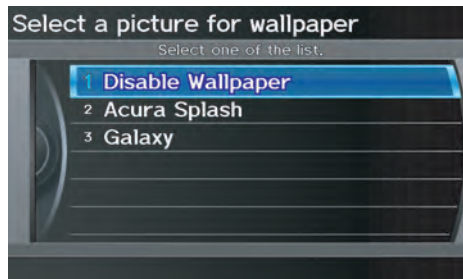 Select a picture for wallpaper
Select one of the list.
1 Disable Wallpaper
2 Acura Splash
3 Galaxy